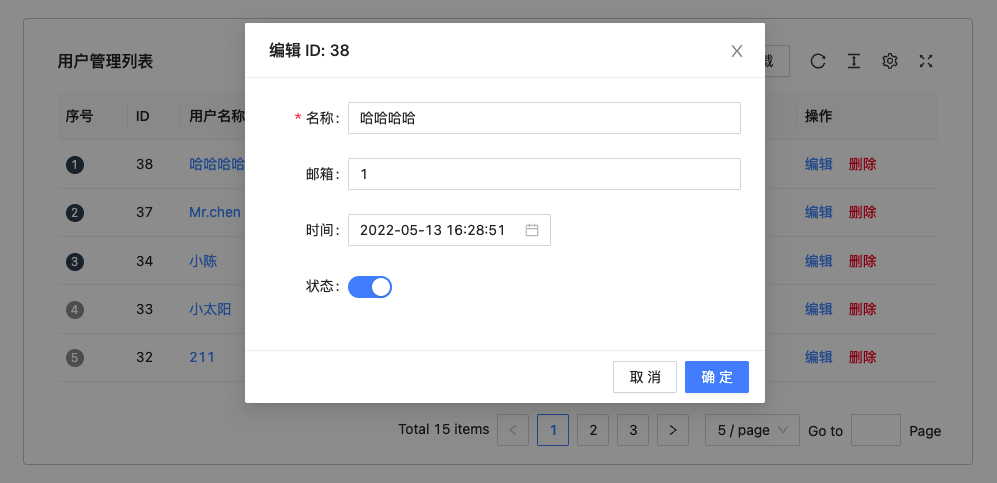 编辑 ID: 38
用户管理列表
载
序号 ID 用户名称 操作
* 名称: 哈哈哈哈
1 38 哈哈哈哈 编辑 删除
邮箱: 1
2 37 Mr.chen 编辑 删除
时间: 2022-05-13 16:28:51
3 34 小陈 编辑 删除
状态:
4 33 小太阳 编辑 删除
5 32 211 编辑 删除
取 消 确 定
Total 15 items < 1 2 3 > 5 / page Go to Page